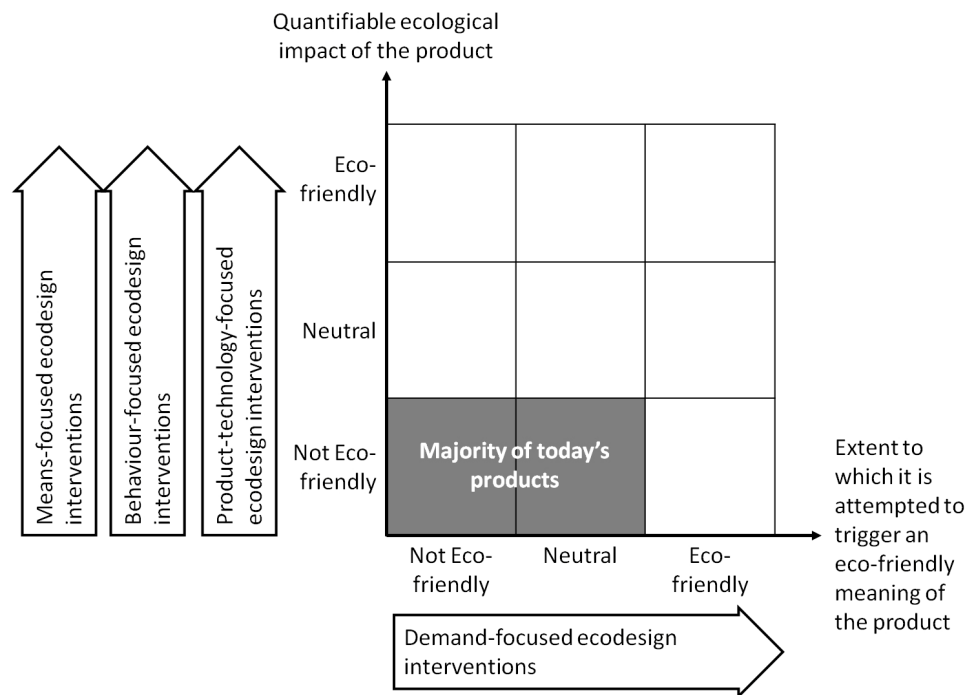 Quantifiable ecological
impact of the product
Eco-
friendly
Neutral
Not Eco-
friendly
Means-focused ecodesign
interventions
Behaviour-focused ecodesign
interventions
Product-technology-focused
ecodesign interventions
Majority of today’s
products
Not Eco-
friendly
Neutral
Eco-
friendly
Extent to
which it is
attempted to
trigger an
eco-friendly
meaning of
the product
Demand-focused ecodesign
interventions